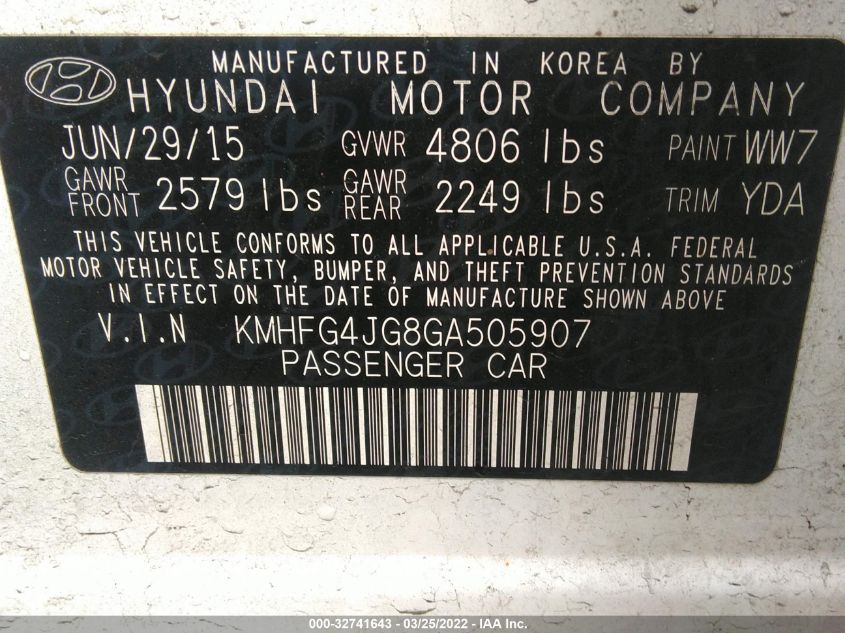 MANUFACTURED IN KOREA BY
HYUNDAI MOTOR COMPANY
JUN/29/15 GVWR 4806 lbs PAINT WW7
GAWR FRONT 2579 lbs GAWR REAR 2249 lbs TRIM YDA
THIS VEHICLE CONFORMS TO ALL APPLICABLE U.S.A. FEDERAL
MOTOR VEHICLE SAFETY, BUMPER, AND THEFT PREVENTION STANDARDS
IN EFFECT ON THE DATE OF MANUFACTURE SHOWN ABOVE
V.I.N KMHFG4JG8GA505907
PASSENGER CAR
000-32741643 - 03/25/2022 - IAA Inc.